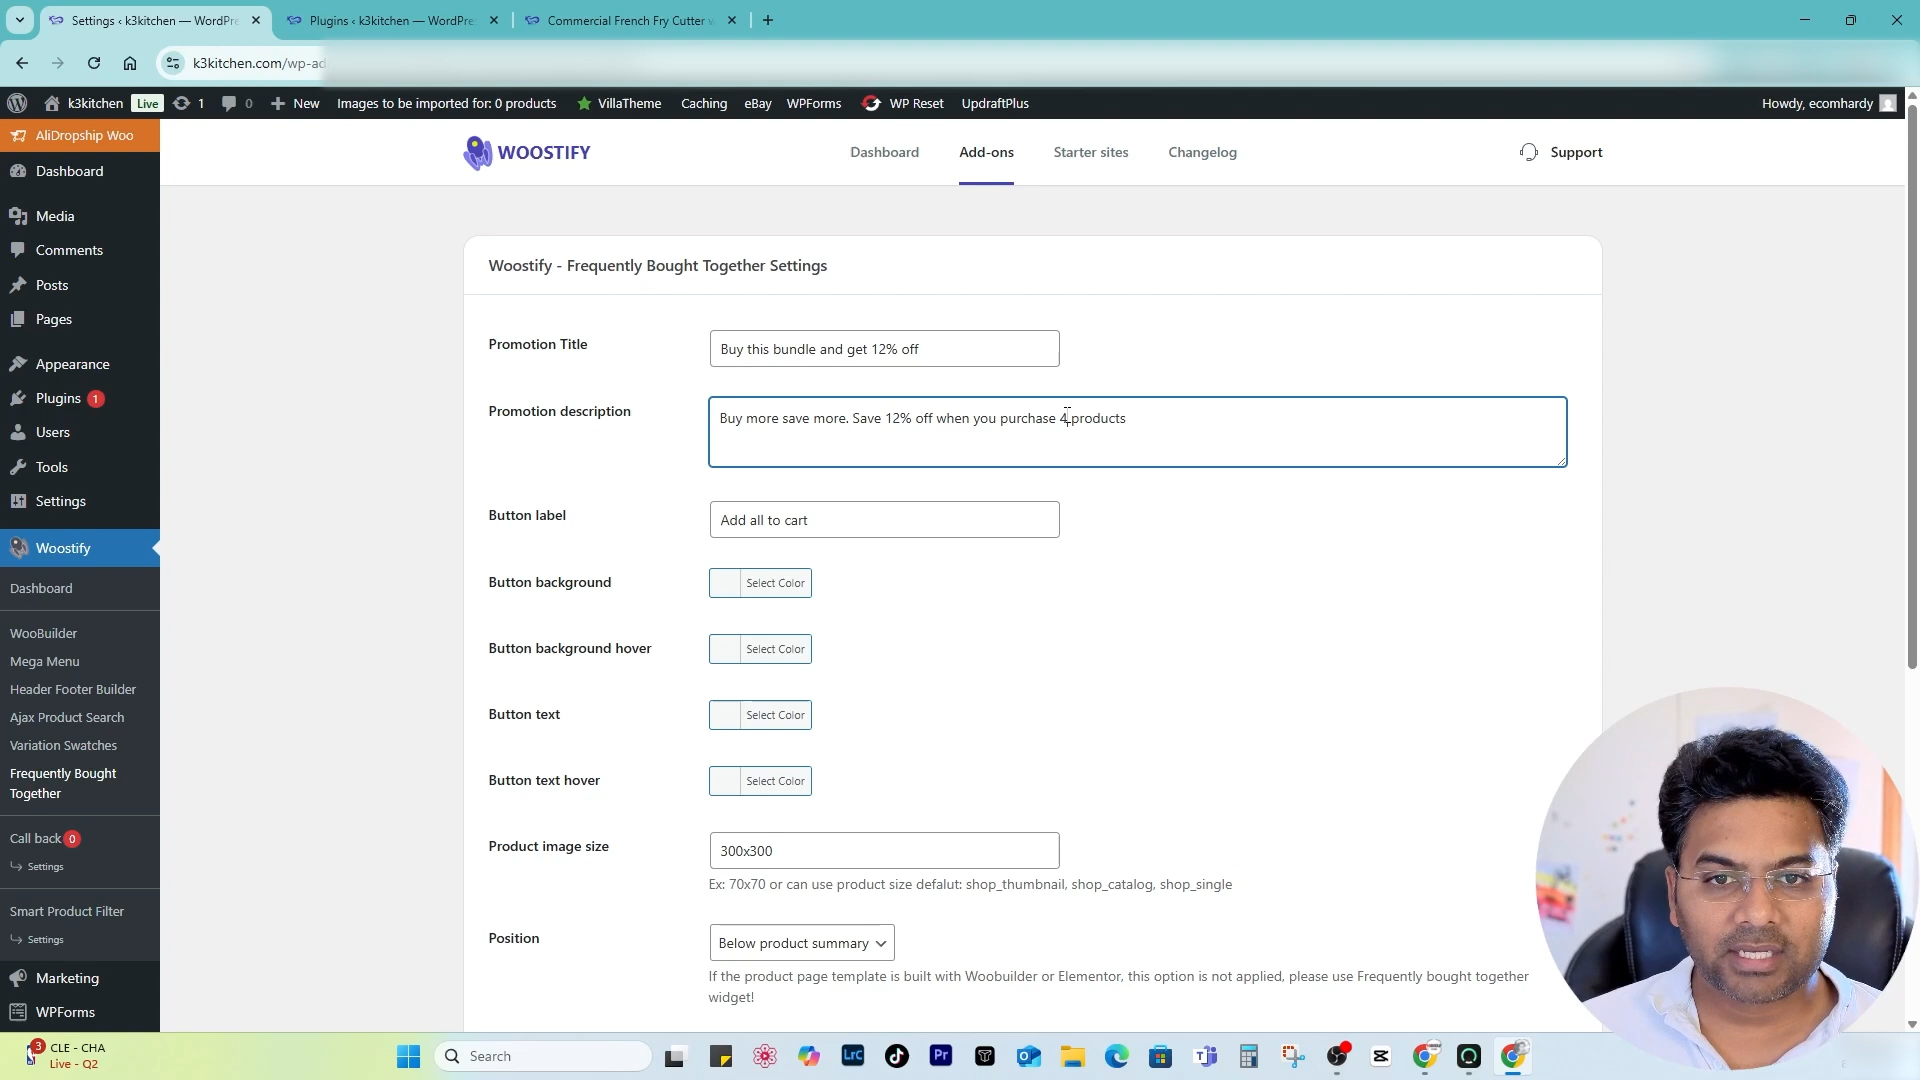 Settings ‹ k3kitchen — WordPre
Plugins ‹ k3kitchen — WordPre
Commercial French Fry Cutter w
k3kitchen.com/wp-ad
k3kitchen
Live
1
0
New
Images to be imported for: 0 products
VillaTheme
Caching
eBay
WPForms
WP Reset
UpdraftPlus
Howdy, ecomhardy
AliDropship Woo
Dashboard
Media
Comments
Posts
Pages
Appearance
Plugins 1
Users
Tools
Settings
Woostify
Dashboard
WooBuilder
Mega Menu
Header Footer Builder
Ajax Product Search
Variation Swatches
Frequently Bought
Together
Call back 0
Settings
Smart Product Filter
Settings
Marketing
WPForms
WOOSTIFY
Dashboard
Add-ons
Starter sites
Changelog
Support
Woostify - Frequently Bought Together Settings
Promotion Title
Buy this bundle and get 12% off
Promotion description
Buy more save more. Save 12% off when you purchase 4 products
Button label
Add all to cart
Button background
Select Color
Button background hover
Select Color
Button text
Select Color
Button text hover
Select Color
Product image size
300x300
Ex: 70x70 or can use product size defalut: shop_thumbnail, shop_catalog, shop_single
Position
Below product summary
If the product page template is built with Woobuilder or Elementor, this option is not applied, please use Frequently bought together
widget!
3
CLE - CHA
Live - Q2
Search
Lrc
Pr